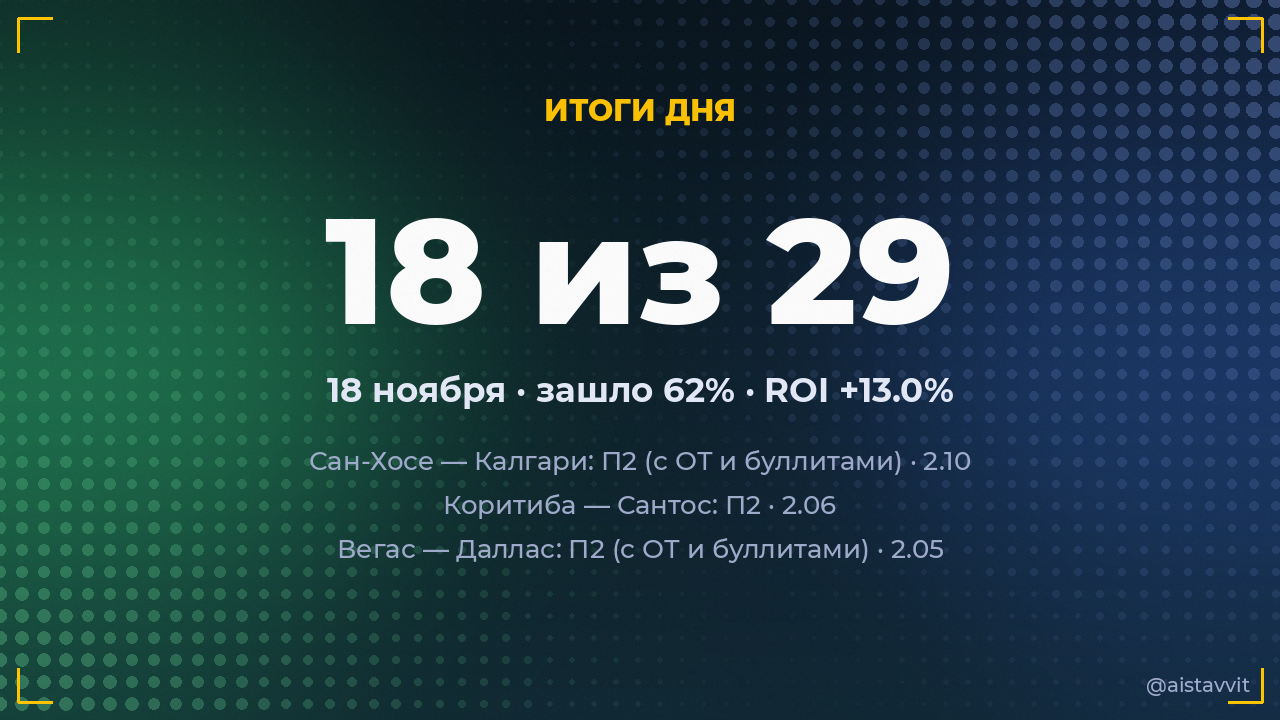 ИТОГИ ДНЯ
18 из 29
18 ноября · зашло 62% · ROI +13.0%
Сан-Хосе — Калгари: П2 (с ОТ и буллитами) · 2.10
Коритиба — Сантос: П2 · 2.06
Вегас — Даллас: П2 (с ОТ и буллитами) · 2.05
@aistavvit